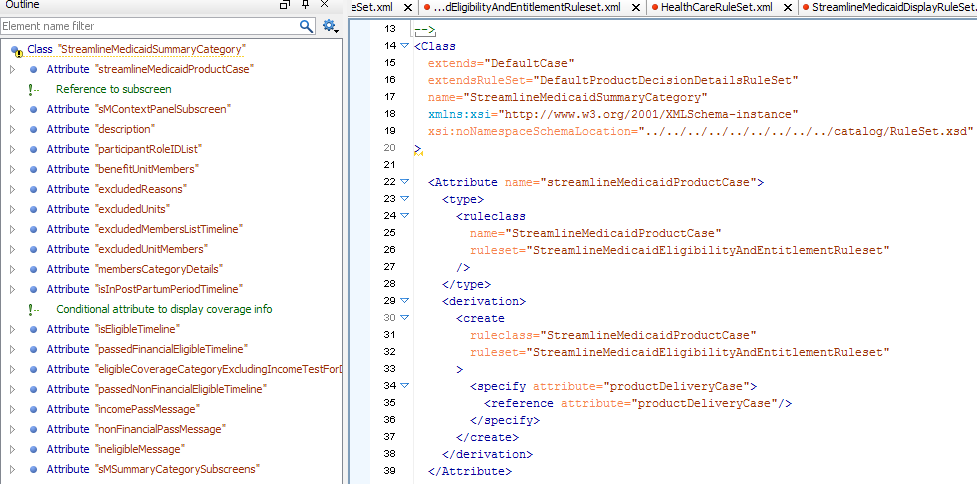 Outline
Element name filter
Class "StreamlineMedicaidSummaryCategory"
Attribute "streamlineMedicaidProductCase"
Reference to subscreen
Attribute "sMContextPanelSubscreen"
Attribute "description"
Attribute "participantRoleIDList"
Attribute "benefitUnitMembers"
Attribute "excludedReasons"
Attribute "excludedUnits"
Attribute "excludedMembersListTimeline"
Attribute "excludedUnitMembers"
Attribute "membersCategoryDetails"
Attribute "isInPostPartumPeriodTimeline"
Conditional attribute to display coverage info
Attribute "isEligibleTimeline"
Attribute "passedFinancialEligibleTimeline"
Attribute "eligibleCoverageCategoryExcludingIncomeTestForD
Attribute "passedNonFinancialEligibleTimeline"
Attribute "incomePassMessage"
Attribute "nonFinancialPassMessage"
Attribute "ineligibleMessage"
Attribute "sMSummaryCategorySubscreens"
eSet.xml ...dEligibilityAndEntitlementRuleset.xml HealthCareRuleSet.xml StreamlineMedicaidDisplayRuleSet.
13 -->
14 <Class
15 extends="DefaultCase"
16 extendsRuleSet="DefaultProductDecisionDetailsRuleSet"
17 name="StreamlineMedicaidSummaryCategory"
18 xmlns:xsi="http://www.w3.org/2001/XMLSchema-instance"
19 xsi:noNamespaceSchemaLocation="../../../../../../../../../catalog/RuleSet.xsd"
20 >
21
22 <Attribute name="streamlineMedicaidProductCase">
23 <type>
24 <ruleclass
25 name="StreamlineMedicaidProductCase"
26 ruleset="StreamlineMedicaidEligibilityAndEntitlementRuleset"
27 />
28 </type>
29 <derivation>
30 <create
31 ruleclass="StreamlineMedicaidProductCase"
32 ruleset="StreamlineMedicaidEligibilityAndEntitlementRuleset"
33 >
34 <specify attribute="productDeliveryCase">
35 <reference attribute="productDeliveryCase"/>
36 </specify>
37 </create>
38 </derivation>
39 </Attribute>